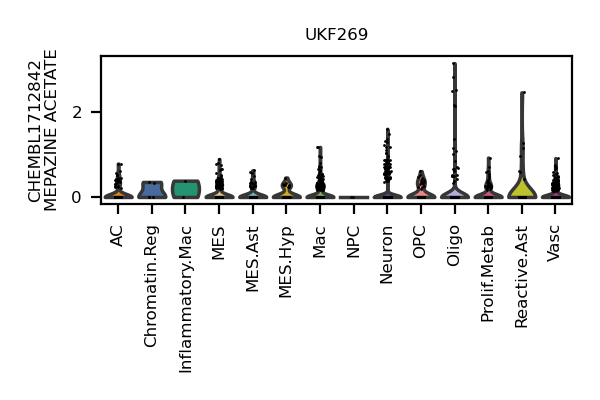 UKF269
CHEMBL1712842
MEPAZINE ACETATE
2
0
AC
Chromatin.Reg
Inflammatory.Mac
MES
MES.Ast
MES.Hyp
Mac
NPC
Neuron
OPC
Oligo
Prolif.Metab
Reactive.Ast
Vasc